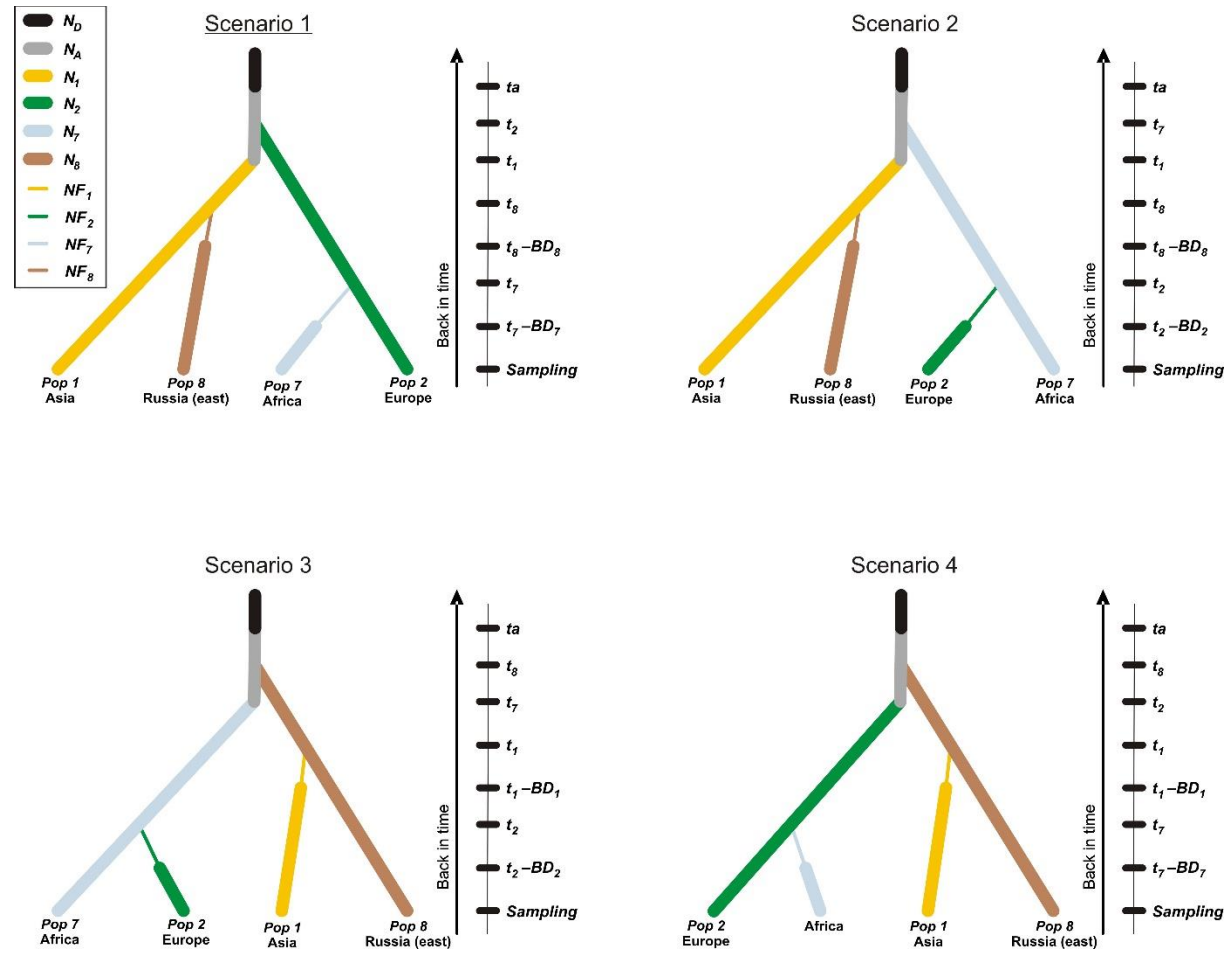 N_D
N_A
N_1
N_2
N_7
N_8
NF_1
NF_2
NF_7
NF_8
Scenario 1
Back in time
ta
t_2
t_1
t_8
t_8–BD_8
t_7
t_7–BD_7
Sampling
Pop 1
Asia
Pop 8
Russia (east)
Pop 7
Africa
Pop 2
Europe
Scenario 2
Back in time
ta
t_7
t_1
t_8
t_8–BD_8
t_2
t_2–BD_2
Sampling
Pop 1
Asia
Pop 8
Russia (east)
Pop 2
Europe
Pop 7
Africa
Scenario 3
Back in time
ta
t_8
t_7
t_1
t_1–BD_1
t_2
t_2–BD_2
Sampling
Pop 7
Africa
Pop 2
Europe
Pop 1
Asia
Pop 8
Russia (east)
Scenario 4
Back in time
ta
t_8
t_2
t_1
t_1–BD_1
t_7
t_7–BD_7
Sampling
Pop 2
Europe
Africa
Pop 1
Asia
Pop 8
Russia (east)